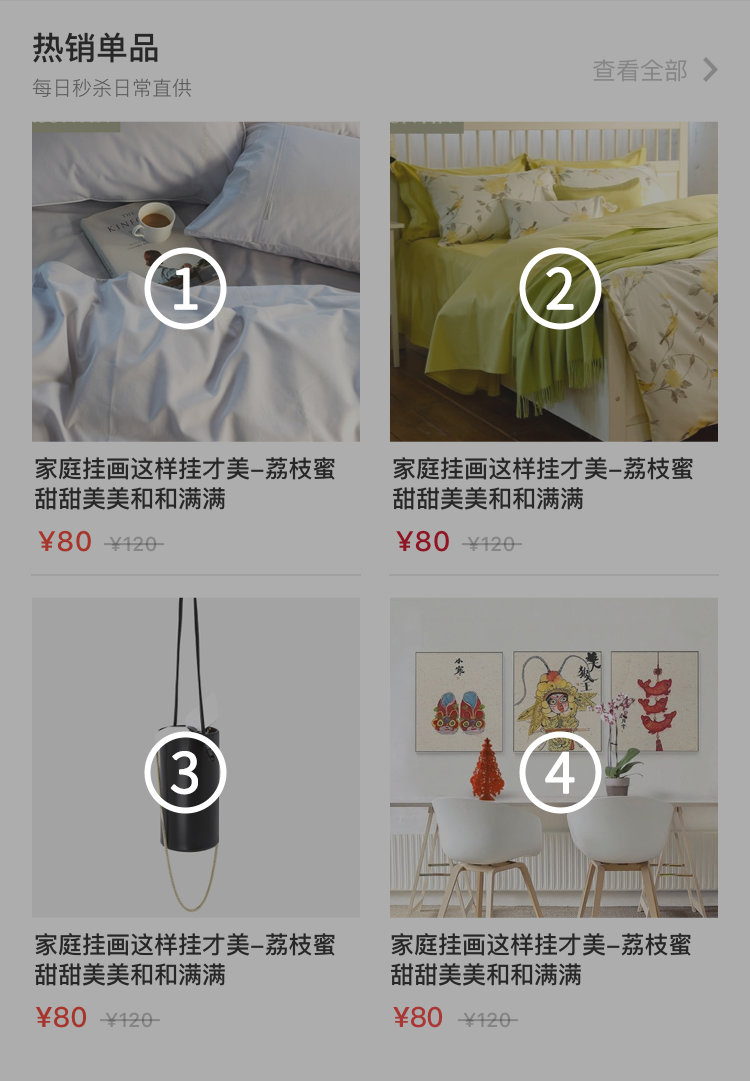 热销单品
每日秒杀日常直供
查看全部
THE
KIN
1
2
家庭挂画这样挂才美–荔枝蜜
甜甜美美和和满满
¥80 ¥120
家庭挂画这样挂才美–荔枝蜜
甜甜美美和和满满
¥80 ¥120
小寒
3
4
家庭挂画这样挂才美–荔枝蜜
甜甜美美和和满满
¥80 ¥120
家庭挂画这样挂才美–荔枝蜜
甜甜美美和和满满
¥80 ¥120